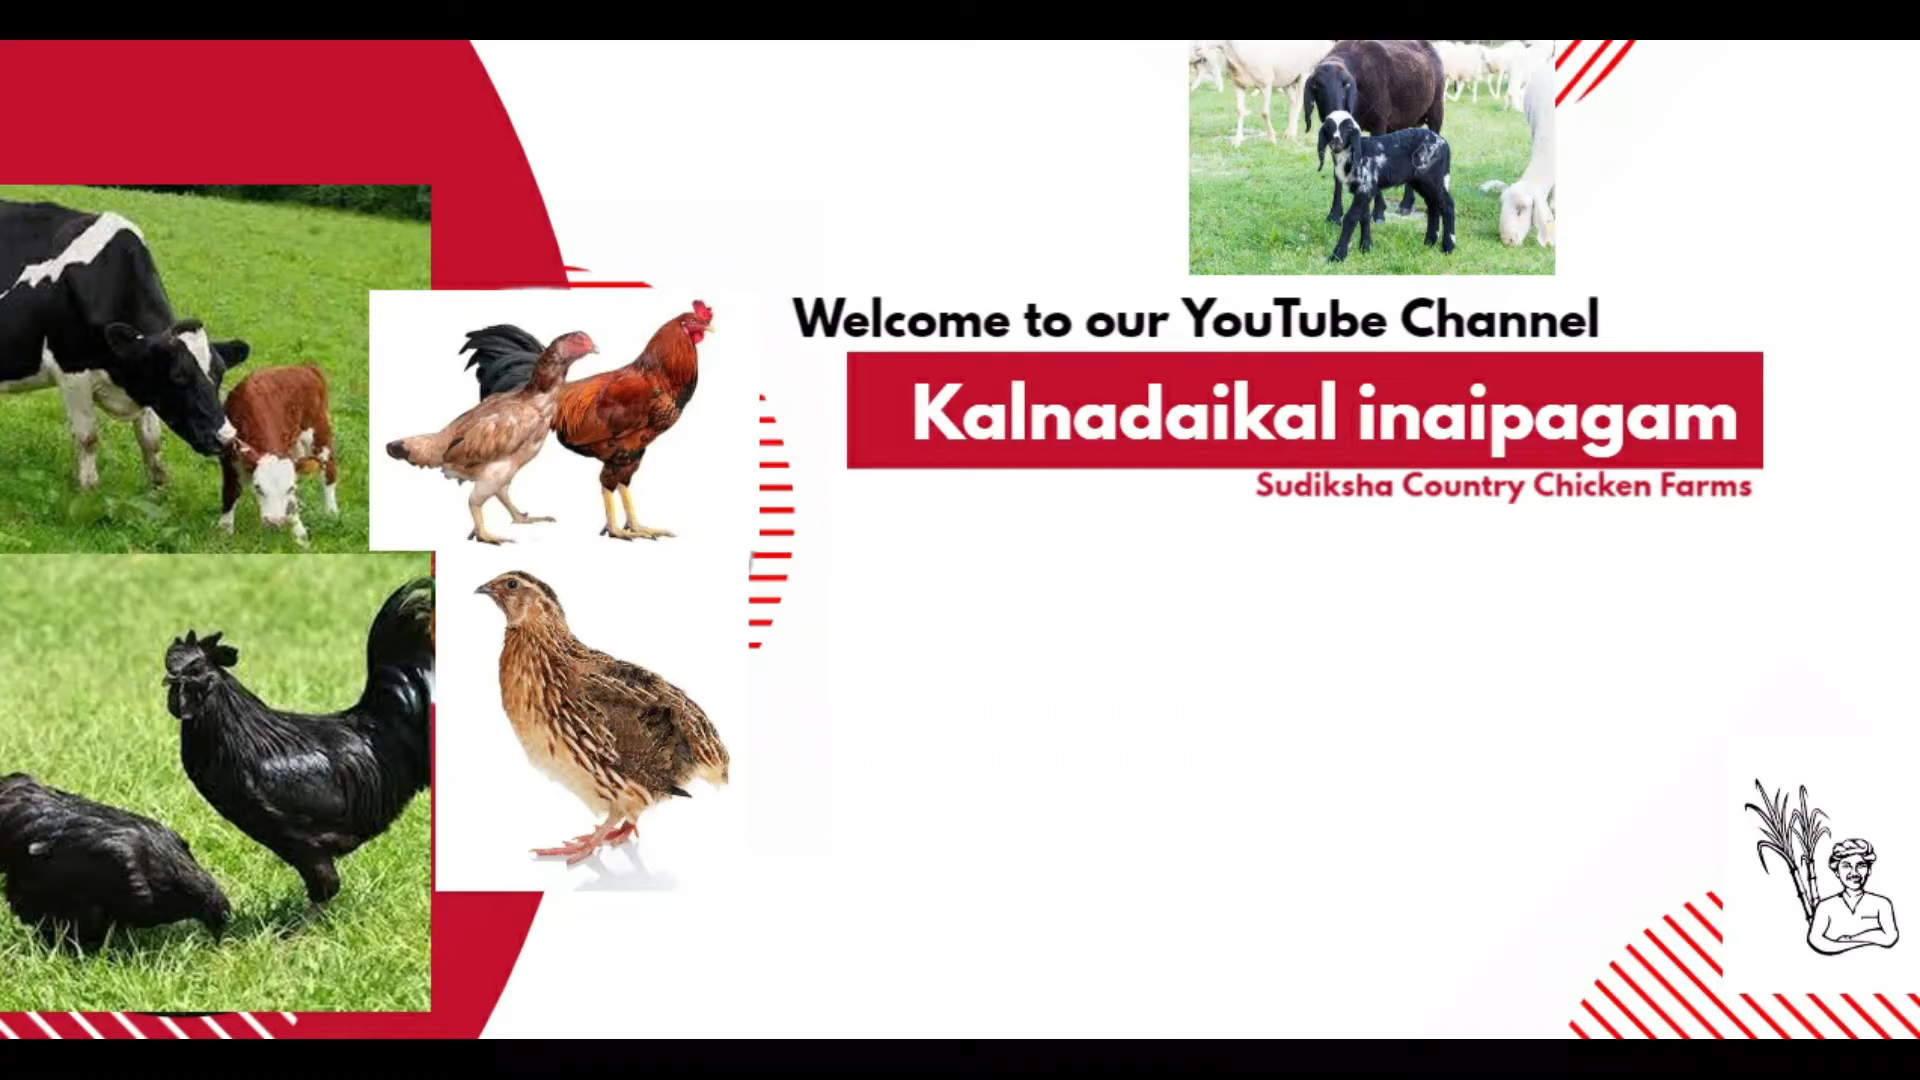 Welcome to our YouTube Channel
Kalnadaikal inaipagam
Sudiksha Country Chicken Farms